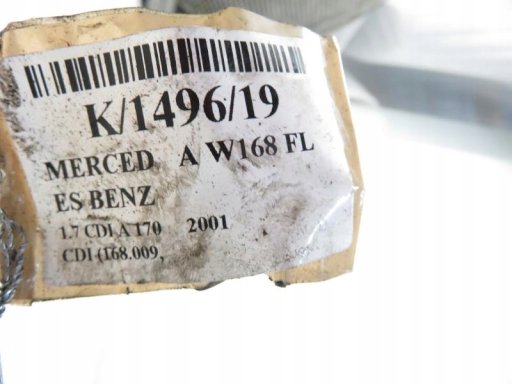 K/1496/19
MERCED A W168 FL
ES BENZ
1.7 CDI A 170 2001
CDI (168.009,